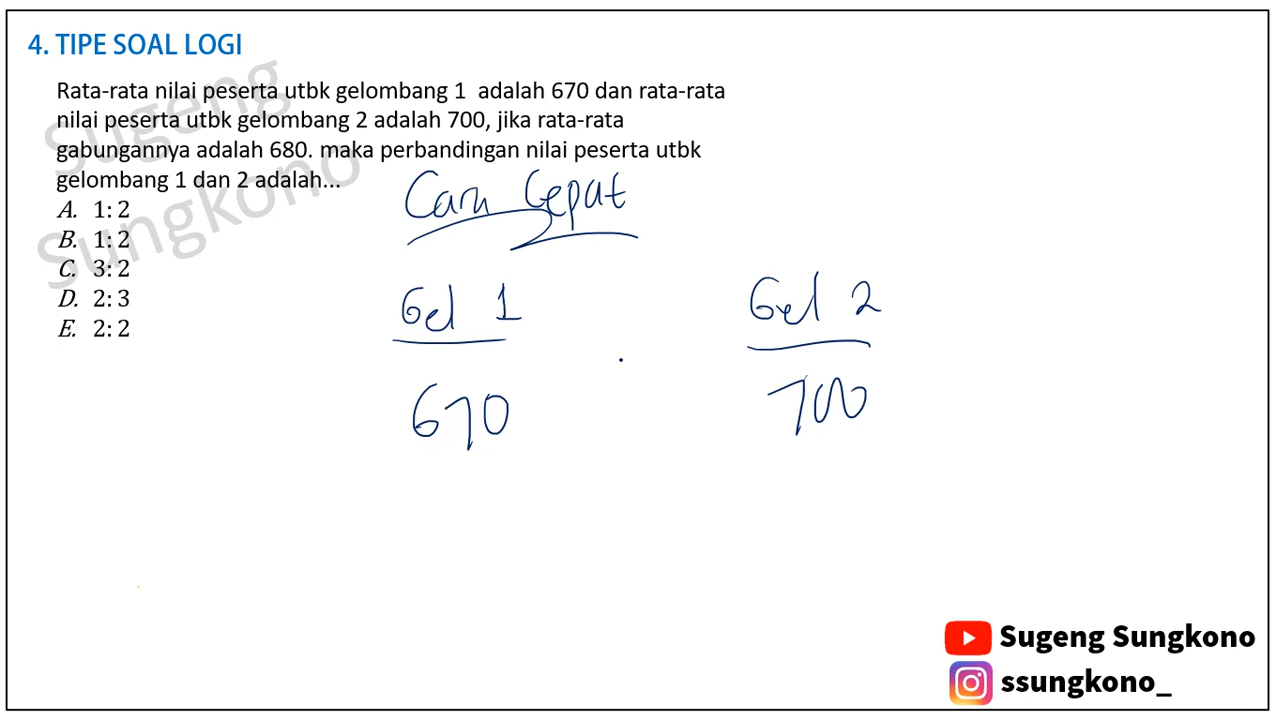 4. TIPE SOAL LOGI
Rata-rata nilai peserta utbk gelombang 1 adalah 670 dan rata-rata
nilai peserta utbk gelombang 2 adalah 700, jika rata-rata
gabungannya adalah 680. maka perbandingan nilai peserta utbk
gelombang 1 dan 2 adalah...
A. 1:2
B. 1:2
C. 3:2
D. 2:3
E. 2:2
Sugeng
Sungkono
Cara Cepat
Gel 1
Gel 2
670
700
Sugeng Sungkono
ssungkono_